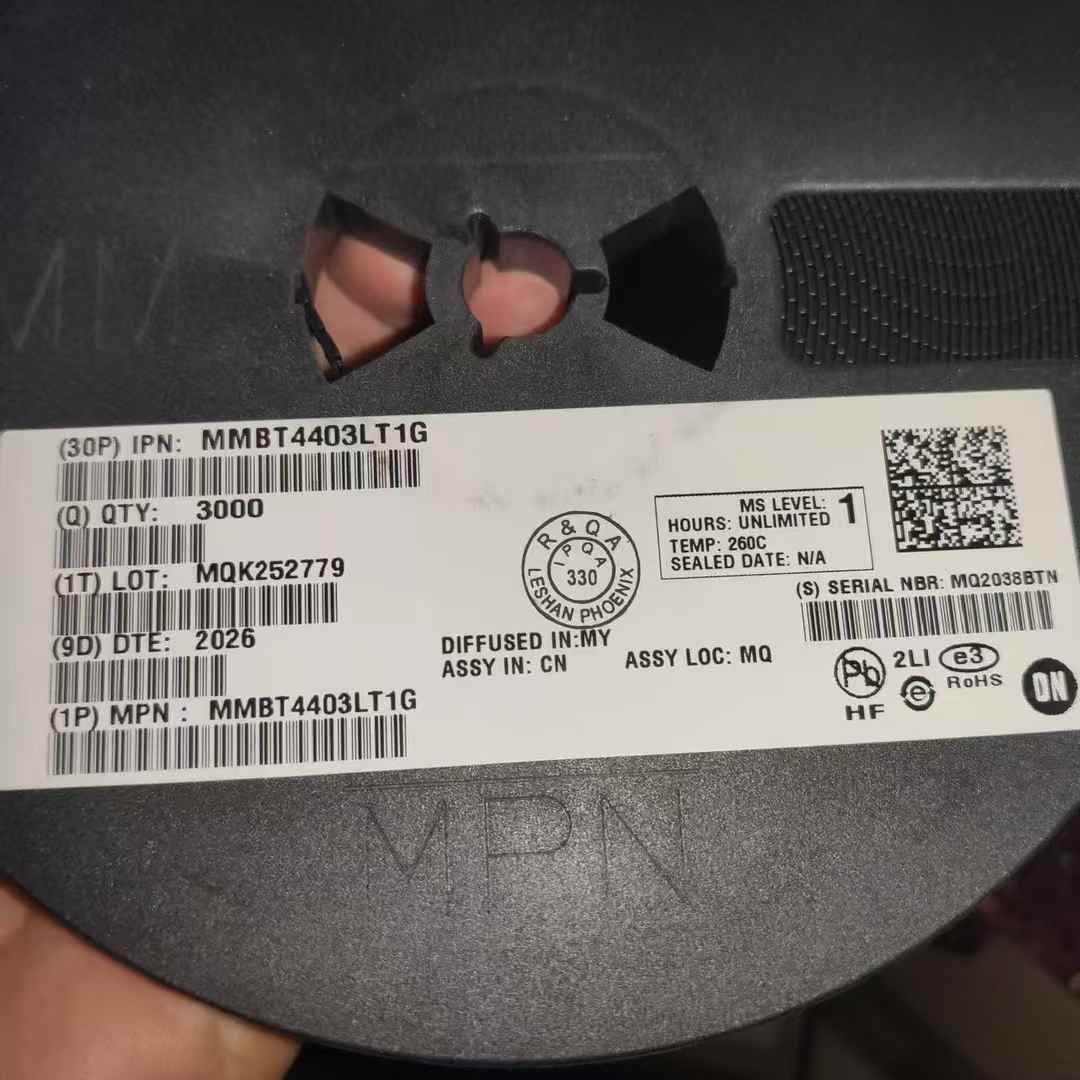 (30P) IPN: MMBT4403LT1G
(Q) QTY: 3000
(1T) LOT: MQK252779
(9D) DTE: 2026
(1P) MPN : MMBT4403LT1G
R & Q A
I P Q A
330
LESHAN PHOENIX
DIFFUSED IN:MY
ASSY IN: CN
ASSY LOC: MQ
MS LEVEL: 1
HOURS: UNLIMITED
TEMP: 260C
SEALED DATE: N/A
(S) SERIAL NBR: MQ2038BTN
Pb
HF
2LI
e
e3
RoHS
ON
MPN